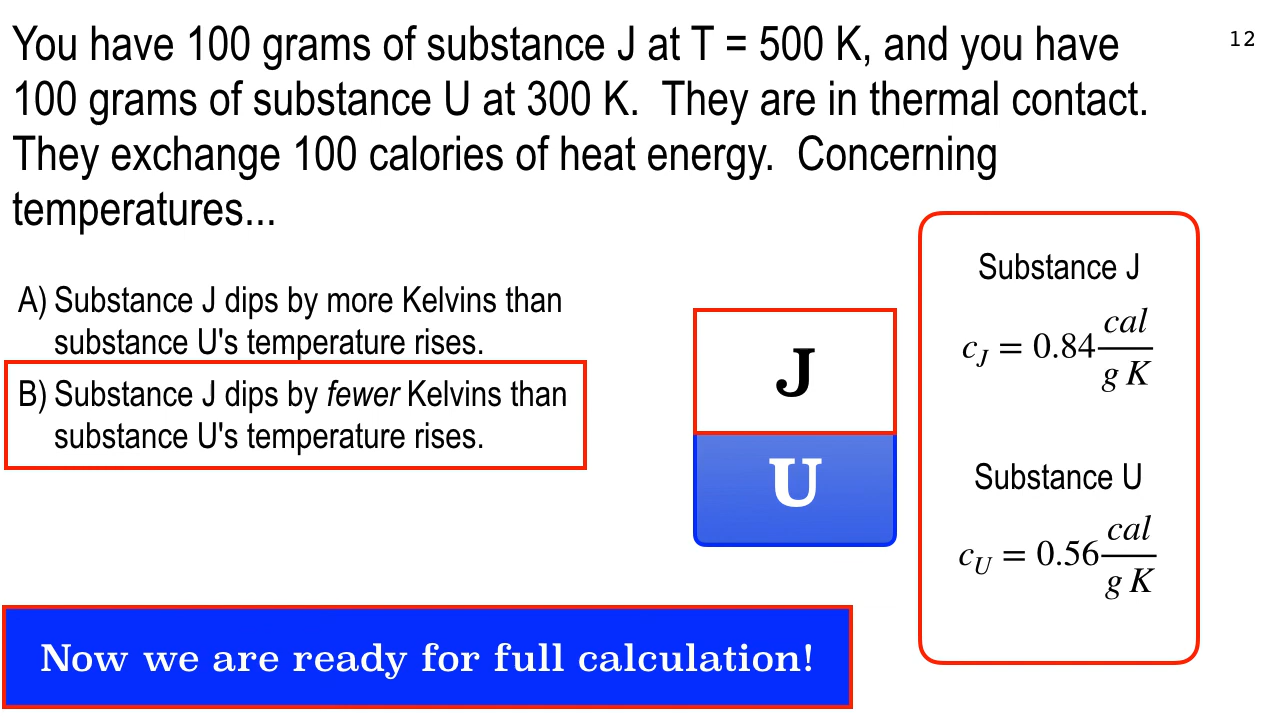 12
You have 100 grams of substance J at T = 500 K, and you have
100 grams of substance U at 300 K.  They are in thermal contact.
They exchange 100 calories of heat energy.  Concerning
temperatures...
A) Substance J dips by more Kelvins than
substance U's temperature rises.
B) Substance J dips by fewer Kelvins than
substance U's temperature rises.
J
U
Substance J
c_J = 0.84 cal/(g K)
Substance U
c_U = 0.56 cal/(g K)
Now we are ready for full calculation!